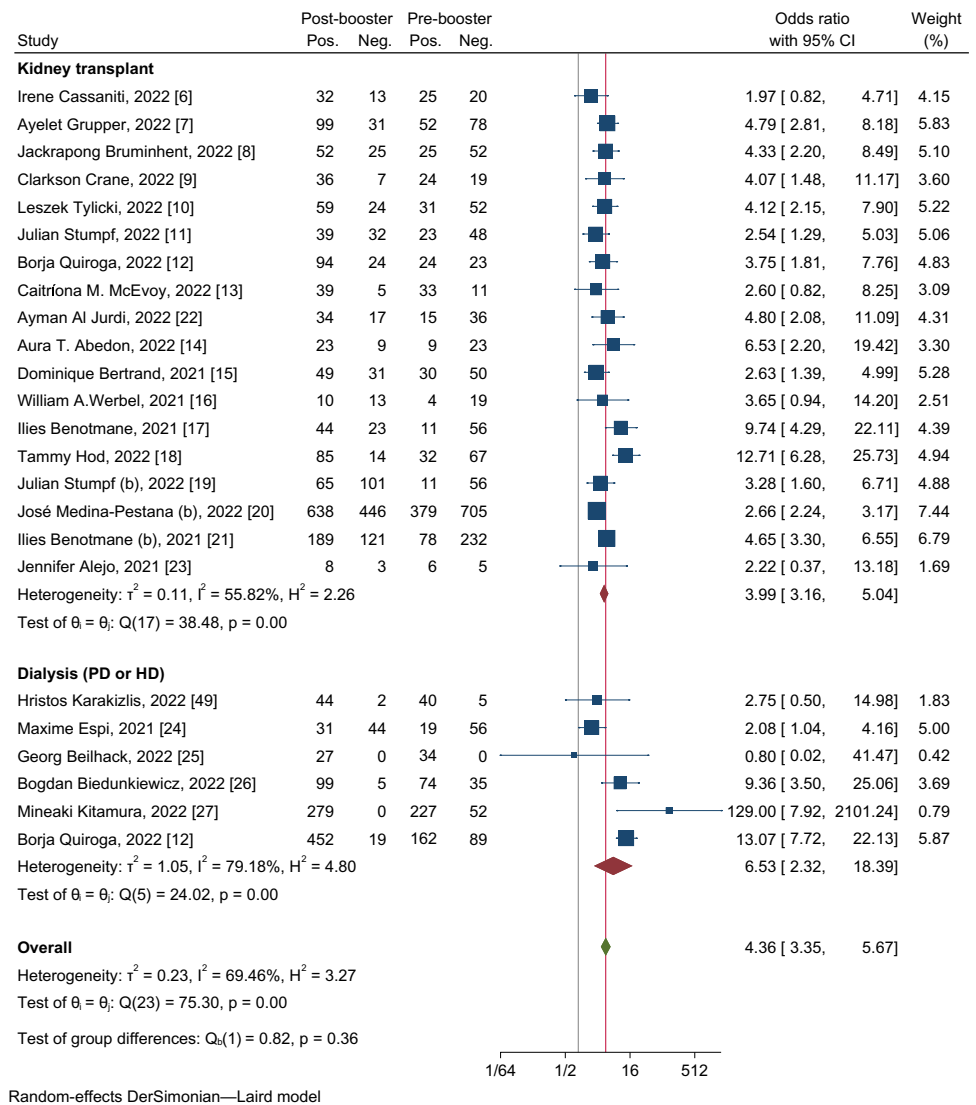 Post-booster Pre-booster Odds ratio Weight
Study Pos. Neg. Pos. Neg. with 95% CI (%)
Kidney transplant
Irene Cassaniti, 2022 [6] 32 13 25 20 1.97 [ 0.82, 4.71] 4.15
Ayelet Grupper, 2022 [7] 99 31 52 78 4.79 [ 2.81, 8.18] 5.83
Jackrapong Bruminhent, 2022 [8] 52 25 25 52 4.33 [ 2.20, 8.49] 5.10
Clarkson Crane, 2022 [9] 36 7 24 19 4.07 [ 1.48, 11.17] 3.60
Leszek Tylicki, 2022 [10] 59 24 31 52 4.12 [ 2.15, 7.90] 5.22
Julian Stumpf, 2022 [11] 39 32 23 48 2.54 [ 1.29, 5.03] 5.06
Borja Quiroga, 2022 [12] 94 24 24 23 3.75 [ 1.81, 7.76] 4.83
Caitríona M. McEvoy, 2022 [13] 39 5 33 11 2.60 [ 0.82, 8.25] 3.09
Ayman Al Jurdi, 2022 [22] 34 17 15 36 4.80 [ 2.08, 11.09] 4.31
Aura T. Abedon, 2022 [14] 23 9 9 23 6.53 [ 2.20, 19.42] 3.30
Dominique Bertrand, 2021 [15] 49 31 30 50 2.63 [ 1.39, 4.99] 5.28
William A.Werbel, 2021 [16] 10 13 4 19 3.65 [ 0.94, 14.20] 2.51
Ilies Benotmane, 2021 [17] 44 23 11 56 9.74 [ 4.29, 22.11] 4.39
Tammy Hod, 2022 [18] 85 14 32 67 12.71 [ 6.28, 25.73] 4.94
Julian Stumpf (b), 2022 [19] 65 101 11 56 3.28 [ 1.60, 6.71] 4.88
José Medina-Pestana (b), 2022 [20] 638 446 379 705 2.66 [ 2.24, 3.17] 7.44
Ilies Benotmane (b), 2021 [21] 189 121 78 232 4.65 [ 3.30, 6.55] 6.79
Jennifer Alejo, 2021 [23] 8 3 6 5 2.22 [ 0.37, 13.18] 1.69
Heterogeneity: τ² = 0.11, I² = 55.82%, H² = 2.26 3.99 [ 3.16, 5.04]
Test of θᵢ = θⱼ: Q(17) = 38.48, p = 0.00
Dialysis (PD or HD)
Hristos Karakizlis, 2022 [49] 44 2 40 5 2.75 [ 0.50, 14.98] 1.83
Maxime Espi, 2021 [24] 31 44 19 56 2.08 [ 1.04, 4.16] 5.00
Georg Beilhack, 2022 [25] 27 0 34 0 0.80 [ 0.02, 41.47] 0.42
Bogdan Biedunkiewicz, 2022 [26] 99 5 74 35 9.36 [ 3.50, 25.06] 3.69
Mineaki Kitamura, 2022 [27] 279 0 227 52 129.00 [ 7.92, 2101.24] 0.79
Borja Quiroga, 2022 [12] 452 19 162 89 13.07 [ 7.72, 22.13] 5.87
Heterogeneity: τ² = 1.05, I² = 79.18%, H² = 4.80 6.53 [ 2.32, 18.39]
Test of θᵢ = θⱼ: Q(5) = 24.02, p = 0.00
Overall 4.36 [ 3.35, 5.67]
Heterogeneity: τ² = 0.23, I² = 69.46%, H² = 3.27
Test of θᵢ = θⱼ: Q(23) = 75.30, p = 0.00
Test of group differences: Qb(1) = 0.82, p = 0.36
1/64 1/2 16 512
Random-effects DerSimonian—Laird model